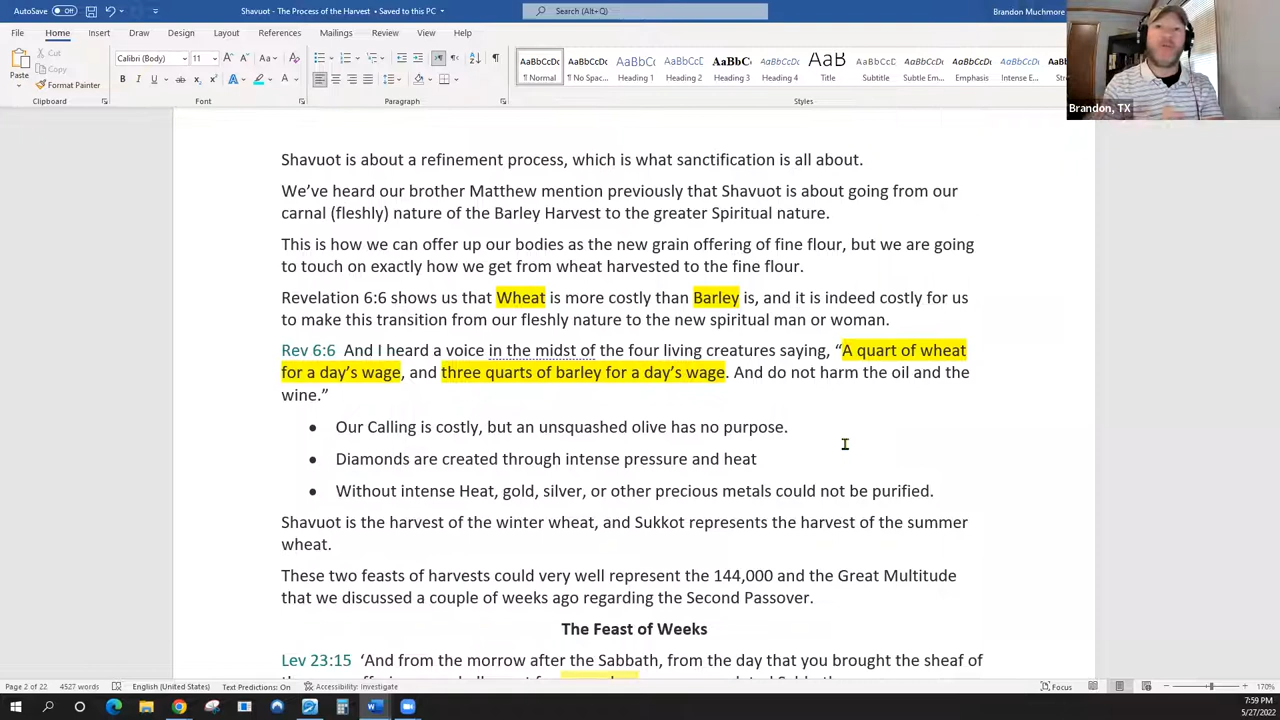 AutoSave Off
Shavuot - The Process of the Harvest • Saved to this PC
Search (Alt+Q)
Brandon Muchmore
File Home Insert Draw Design Layout References Mailings Review View Help
Cut
Copy
Format Painter
Paste
Calibri (Body) 11
Clipboard Font Paragraph Styles
AaBbCcDc AaBbCcDc AaBbCc AaBbCcD AaBbC AaBbCcDc AaB AaBbCcD AaBbCcDc AaBbCcDc AaBbCcDc
¶ Normal ¶ No Spac... Heading 1 Heading 2 Heading 3 Heading 4 Title Subtitle Subtle Em... Emphasis Intense E...
Brandon, TX
Shavuot is about a refinement process, which is what sanctification is all about.
We’ve heard our brother Matthew mention previously that Shavuot is about going from our
carnal (fleshly) nature of the Barley Harvest to the greater Spiritual nature.
This is how we can offer up our bodies as the new grain offering of fine flour, but we are going
to touch on exactly how we get from wheat harvested to the fine flour.
Revelation 6:6 shows us that Wheat is more costly than Barley is, and it is indeed costly for us
to make this transition from our fleshly nature to the new spiritual man or woman.
Rev 6:6 And I heard a voice in the midst of the four living creatures saying, “A quart of wheat
for a day’s wage, and three quarts of barley for a day’s wage. And do not harm the oil and the
wine.”
• Our Calling is costly, but an unsquashed olive has no purpose.
• Diamonds are created through intense pressure and heat
• Without intense Heat, gold, silver, or other precious metals could not be purified.
Shavuot is the harvest of the winter wheat, and Sukkot represents the harvest of the summer
wheat.
These two feasts of harvests could very well represent the 144,000 and the Great Multitude
that we discussed a couple of weeks ago regarding the Second Passover.
The Feast of Weeks
Lev 23:15 ‘And from the morrow after the Sabbath, from the day that you brought the sheaf of
Page 2 of 22 4527 words English (United States) Text Predictions: On Accessibility: Investigate Focus 170%
7:59 PM
5/27/2022